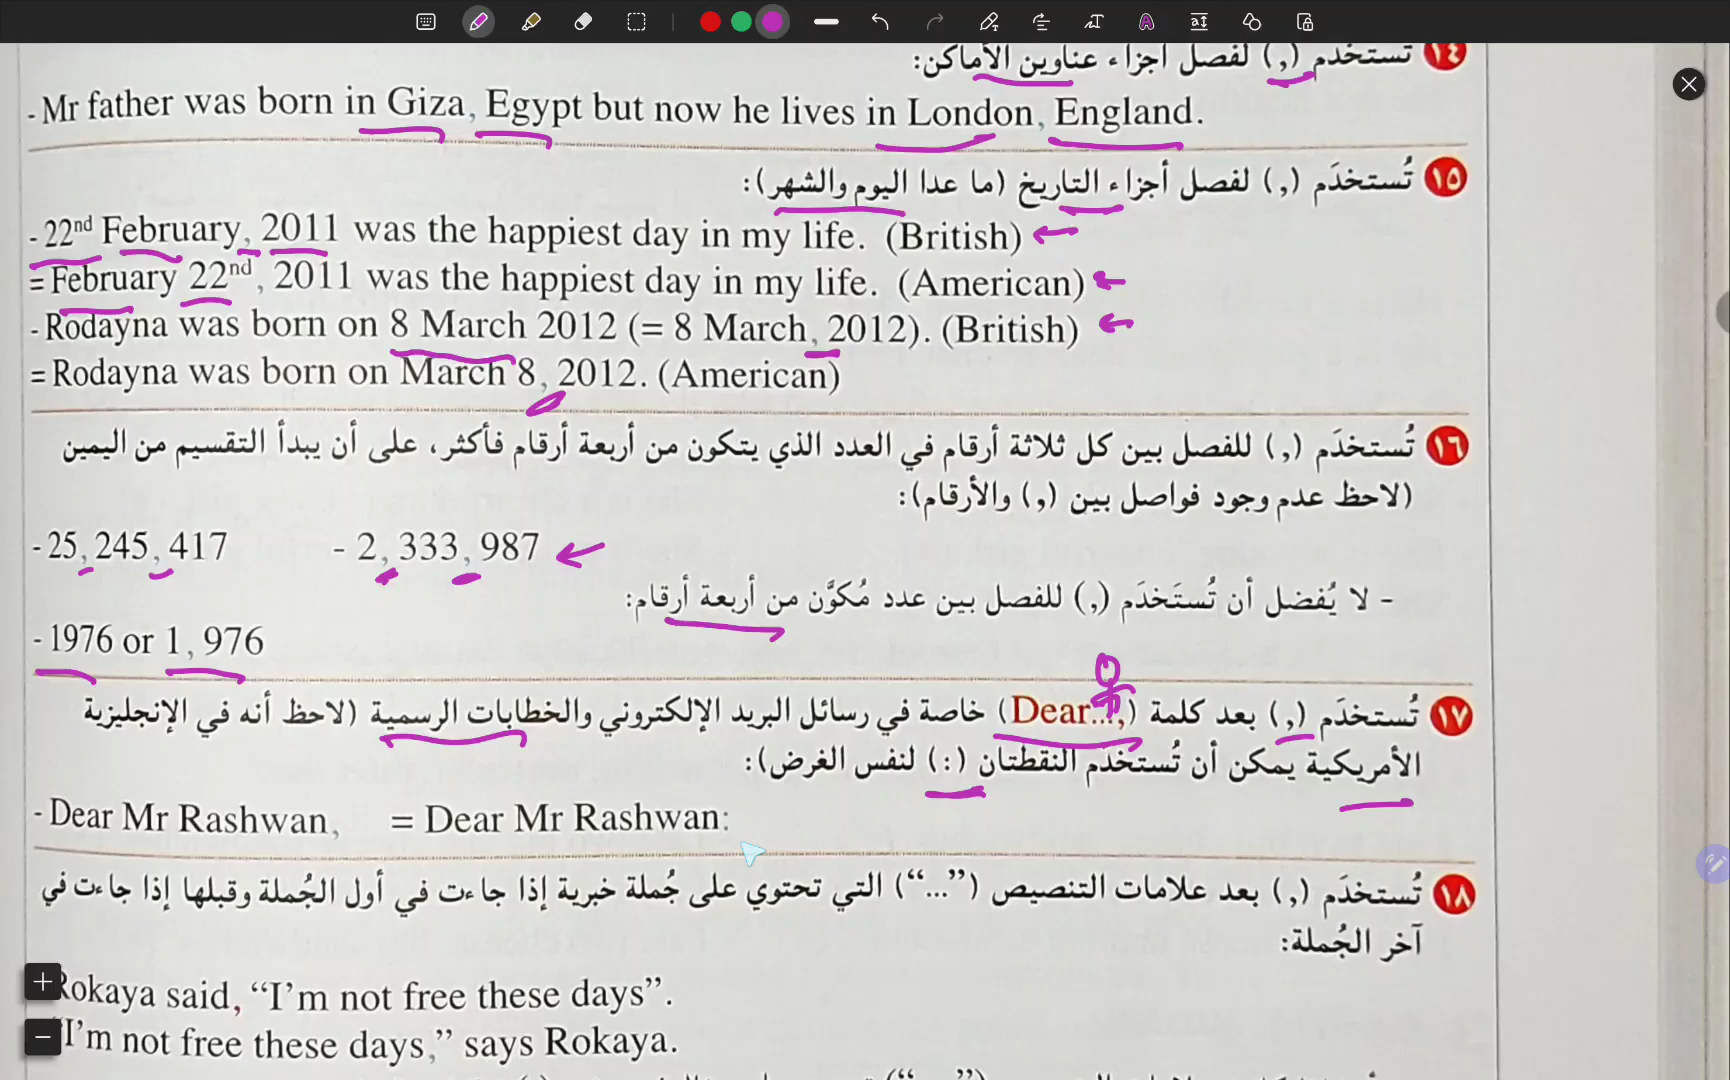 ١٤ تُستخدَم (,) لفصل أجزاء عناوين الأماكن:
- Mr father was born in Giza, Egypt but now he lives in London, England.
١٥ تُستخدَم (,) لفصل أجزاء التاريخ (ما عدا اليوم والشهر):
- 22nd February, 2011 was the happiest day in my life. (British)
= February 22nd, 2011 was the happiest day in my life. (American)
- Rodayna was born on 8 March 2012 (= 8 March, 2012). (British)
= Rodayna was born on March 8, 2012. (American)
١٦ تُستخدَم (,) للفصل بين كل ثلاثة أرقام في العدد الذي يتكون من أربعة أرقام فأكثر، على أن يبدأ التقسيم من اليمين
(لاحظ عدم وجود فواصل بين (,) والأرقام):
- 25,245,417 - 2,333,987
- لا يُفضل أن تُستَخدَم (,) للفصل بين عدد مُكوَّن من أربعة أرقام:
- 1976 or 1,976
١٧ تُستخدَم (,) بعد كلمة (Dear...,) خاصة في رسائل البريد الإلكتروني والخطابات الرسمية (لاحظ أنه في الإنجليزية
الأمريكية يمكن أن تُستخدم النقطتان (:) لنفس الغرض):
- Dear Mr Rashwan, = Dear Mr Rashwan:
١٨ تُستخدَم (,) بعد علامات التنصيص (“...”) التي تحتوي على جُملة خبرية إذا جاءت في أول الجُملة وقبلها إذا جاءت في
آخر الجُملة:
Rokaya said, “I’m not free these days”.
“I’m not free these days,” says Rokaya.